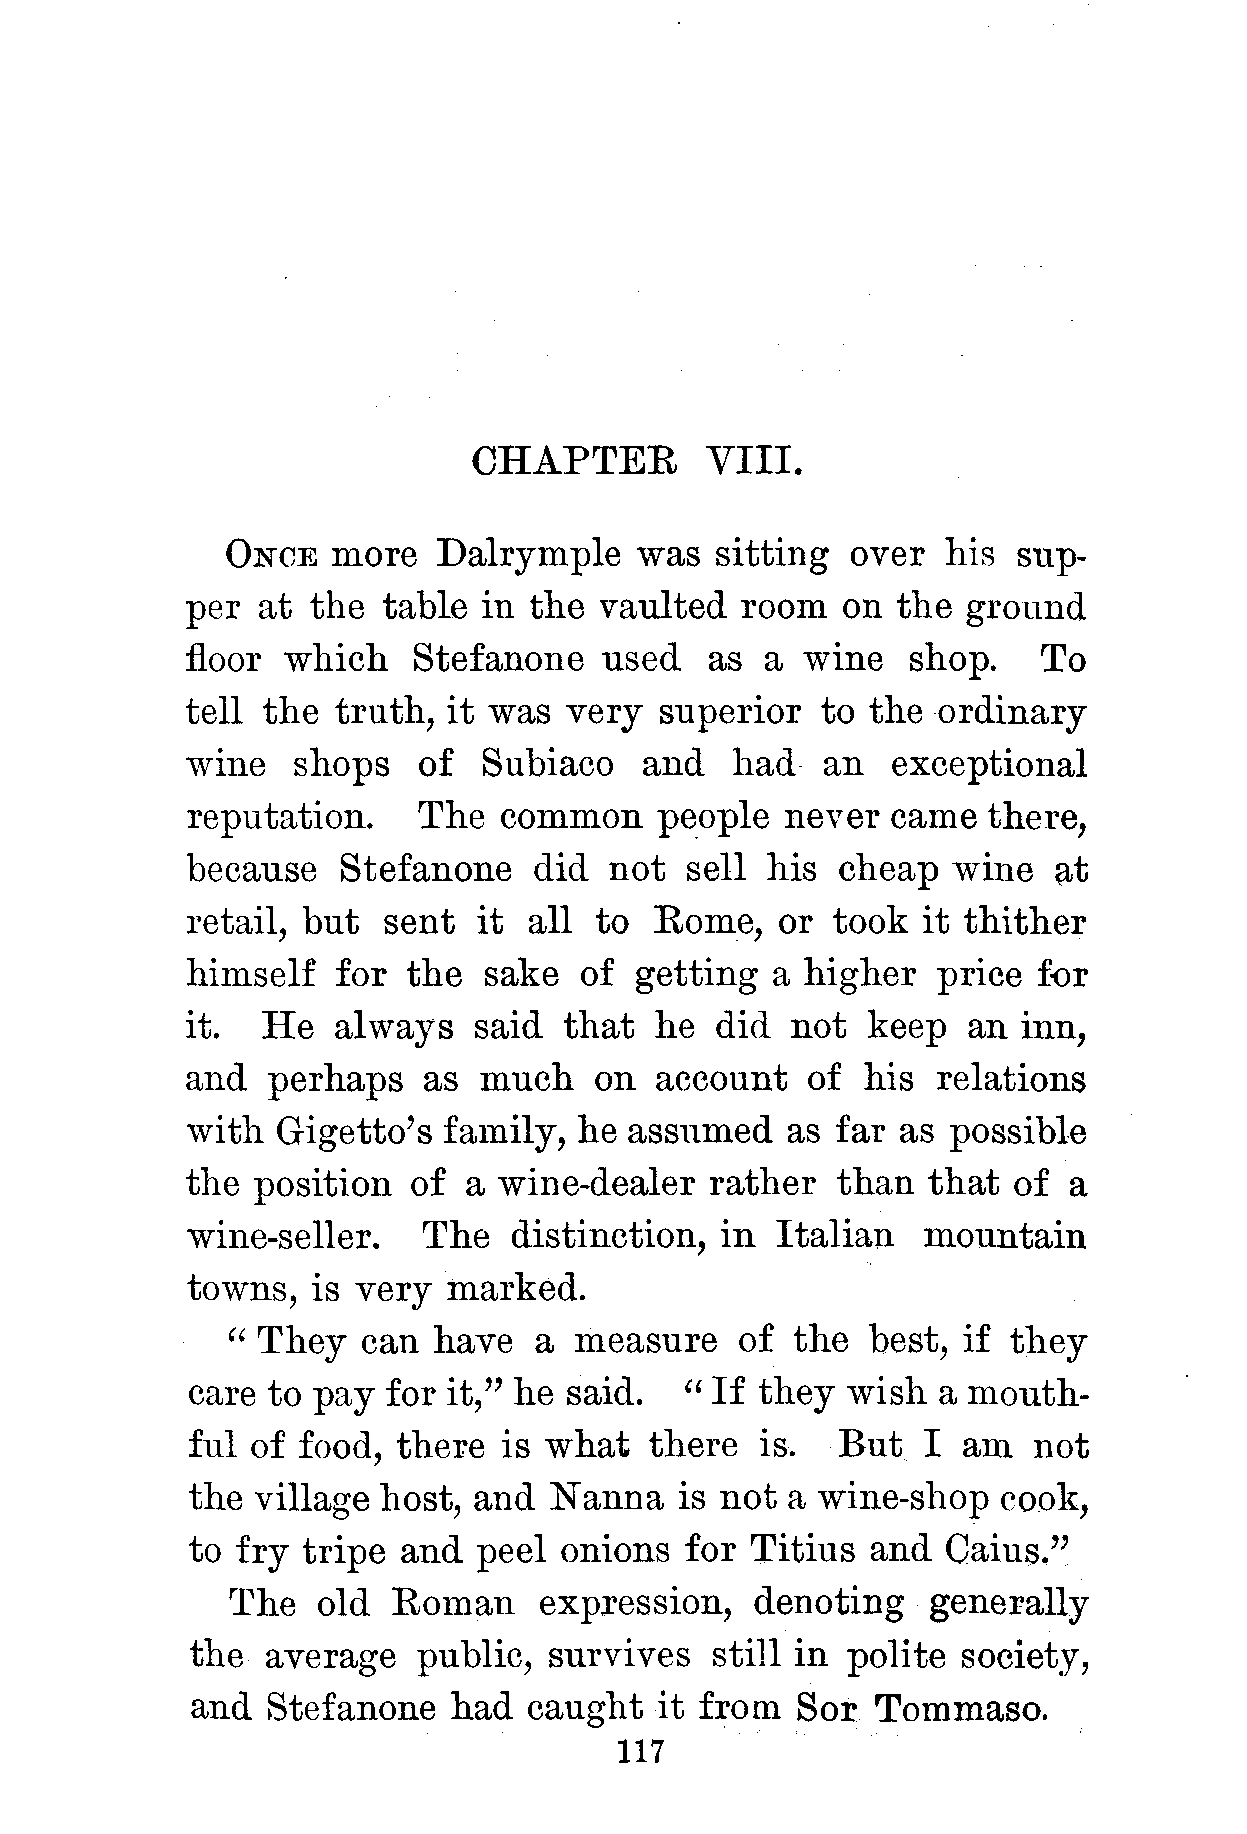 CHAPTER VIII.
ONCE more Dalrymple was sitting over his sup-
per at the table in the vaulted room on the ground
floor which Stefanone used as a wine shop. To
tell the truth, it was very superior to the ordinary
wine shops of Subiaco and had an exceptional
reputation. The common people never came there,
because Stefanone did not sell his cheap wine at
retail, but sent it all to Rome, or took it thither
himself for the sake of getting a higher price for
it. He always said that he did not keep an inn,
and perhaps as much on account of his relations
with Gigetto's family, he assumed as far as possible
the position of a wine-dealer rather than that of a
wine-seller. The distinction, in Italian mountain
towns, is very marked.
"They can have a measure of the best, if they
care to pay for it," he said. "If they wish a mouth-
ful of food, there is what there is. But I am not
the village host, and Nanna is not a wine-shop cook,
to fry tripe and peel onions for Titius and Caius."
The old Roman expression, denoting generally
the average public, survives still in polite society,
and Stefanone had caught it from Sor Tommaso.
117